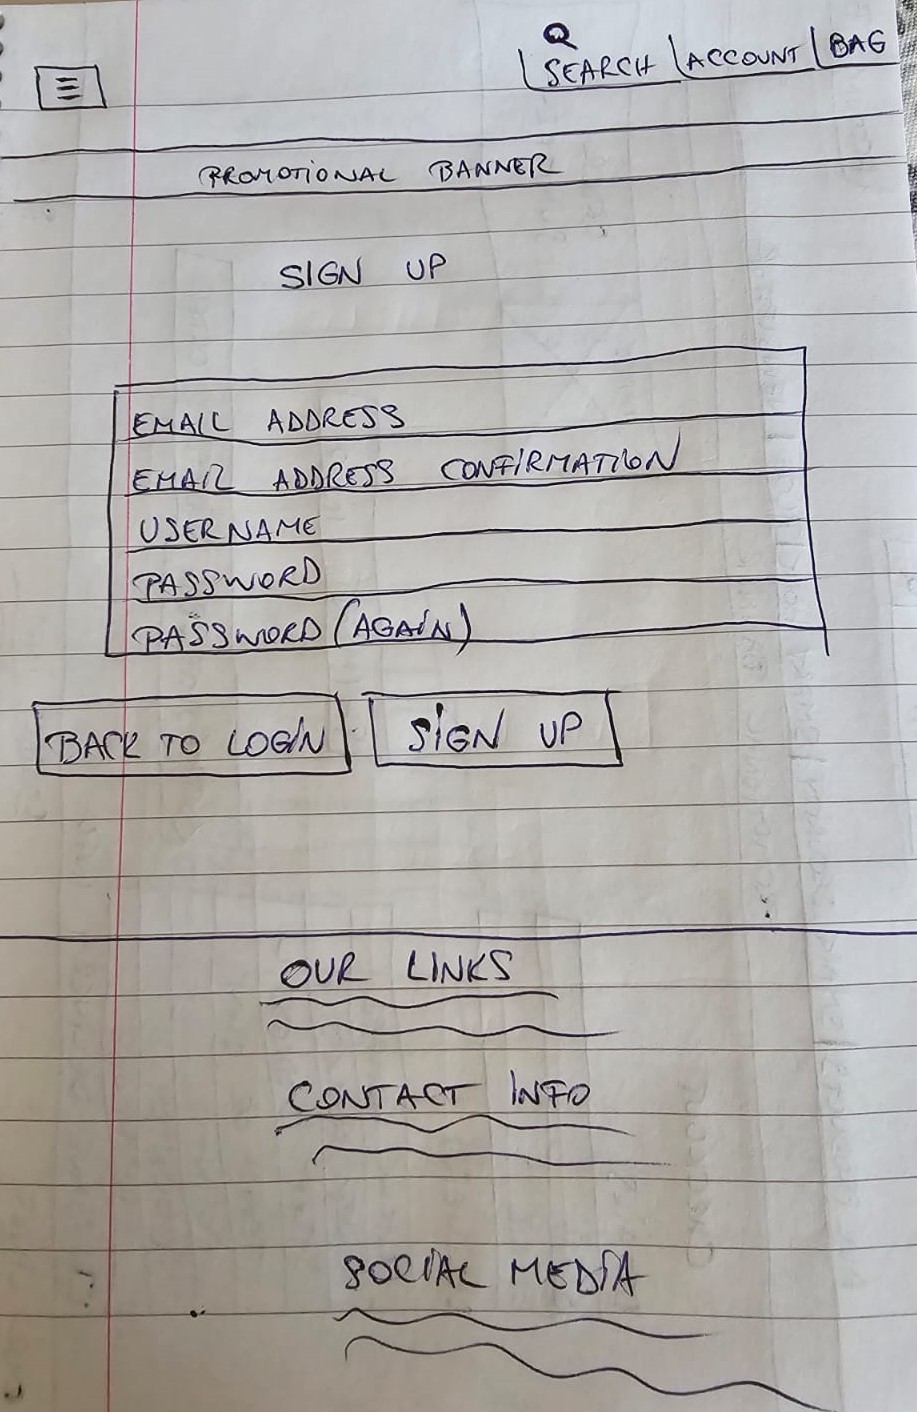 SEARCH | ACCOUNT | BAG
PROMOTIONAL BANNER
SIGN UP
EMAIL ADDRESS
EMAIL ADDRESS CONFIRMATION
USERNAME
PASSWORD
PASSWORD (AGAIN)
BACK TO LOGIN SIGN UP
OUR LINKS
CONTACT INFO
SOCIAL MEDIA